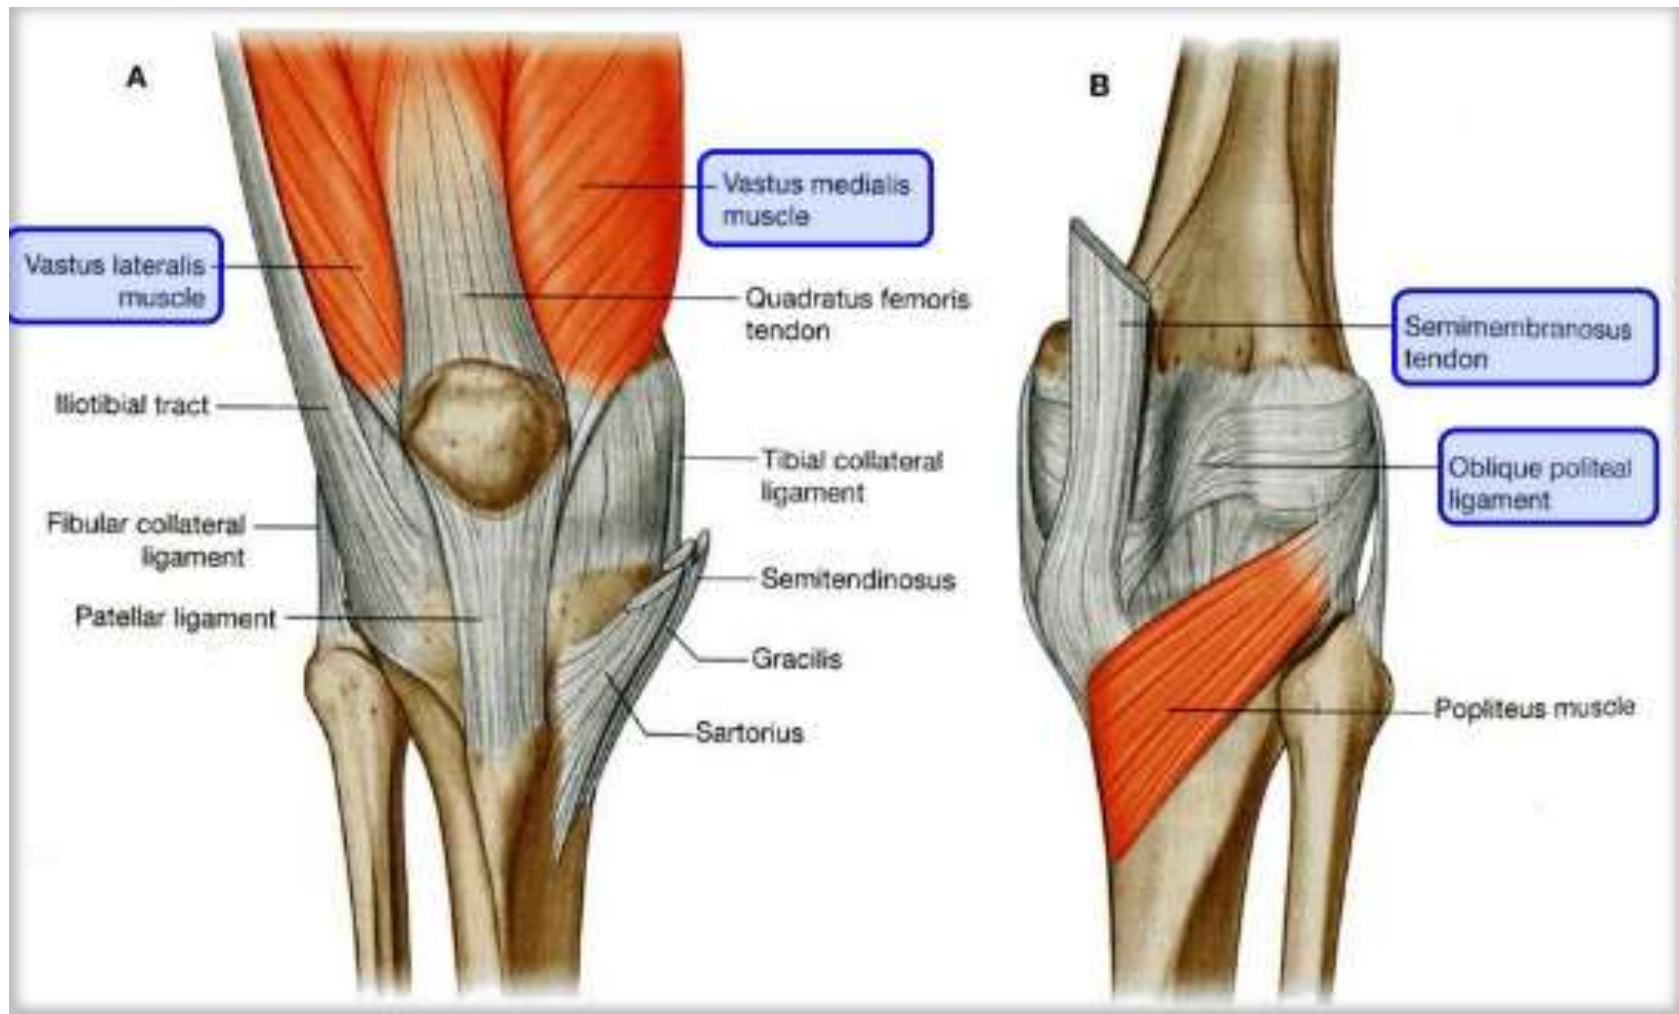 A
Vastus medialis
muscle
Vastus lateralis
muscle
Quadratus femoris
tendon
Illiotibial tract
Tibial collateral
ligament
Fibular collateral
ligament
Semitendinosus
Patellar ligament
Gracilis
Sartorius
B
Semimembranosus
tendon
Oblique politeal
ligament
Popliteus muscle